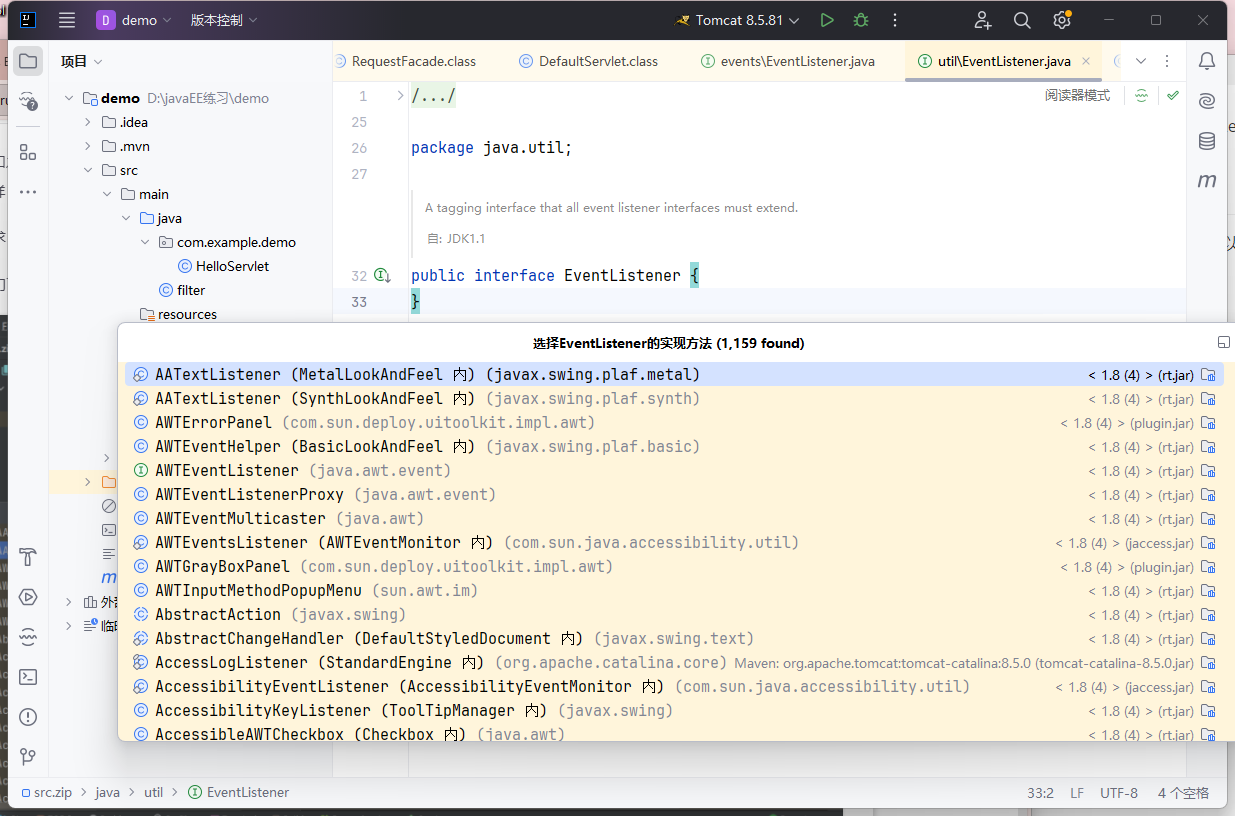 D demo 版本控制 Tomcat 8.5.81
项目
RequestFacade.class DefaultServlet.class events\EventListener.java util\EventListener.java
demo D:\javaEE练习\demo
.idea
.mvn
src
main
java
com.example.demo
HelloServlet
filter
resources
阅读器模式
1 /.../
25
26 package java.util;
27
A tagging interface that all event listener interfaces must extend.
自: JDK1.1
32 public interface EventListener {
33 }
选择EventListener的实现方法 (1,159 found)
AATextListener (MetalLookAndFeel 内) (javax.swing.plaf.metal) < 1.8 (4) > (rt.jar)
AATextListener (SynthLookAndFeel 内) (javax.swing.plaf.synth) < 1.8 (4) > (rt.jar)
AWTErrorPanel (com.sun.deploy.uitoolkit.impl.awt) < 1.8 (4) > (plugin.jar)
AWTEventHelper (BasicLookAndFeel 内) (javax.swing.plaf.basic) < 1.8 (4) > (rt.jar)
AWTEventListener (java.awt.event) < 1.8 (4) > (rt.jar)
AWTEventListenerProxy (java.awt.event) < 1.8 (4) > (rt.jar)
AWTEventMulticaster (java.awt) < 1.8 (4) > (rt.jar)
AWTEventsListener (AWTEventMonitor 内) (com.sun.java.accessibility.util) < 1.8 (4) > (jaccess.jar)
AWTGrayBoxPanel (com.sun.deploy.uitoolkit.impl.awt) < 1.8 (4) > (plugin.jar)
AWTInputMethodPopupMenu (sun.awt.im) < 1.8 (4) > (rt.jar)
AbstractAction (javax.swing) < 1.8 (4) > (rt.jar)
AbstractChangeHandler (DefaultStyledDocument 内) (javax.swing.text) < 1.8 (4) > (rt.jar)
AccessLogListener (StandardEngine 内) (org.apache.catalina.core) Maven: org.apache.tomcat:tomcat-catalina:8.5.0 (tomcat-catalina-8.5.0.jar)
AccessibilityEventListener (AccessibilityEventMonitor 内) (com.sun.java.accessibility.util) < 1.8 (4) > (jaccess.jar)
AccessibilityKeyListener (ToolTipManager 内) (javax.swing) < 1.8 (4) > (rt.jar)
AccessibleAWTCheckbox (Checkbox 内) (java.awt) < 1.8 (4) > (rt.jar)
m
m
src.zip java util EventListener 33:2 LF UTF-8 4 个空格